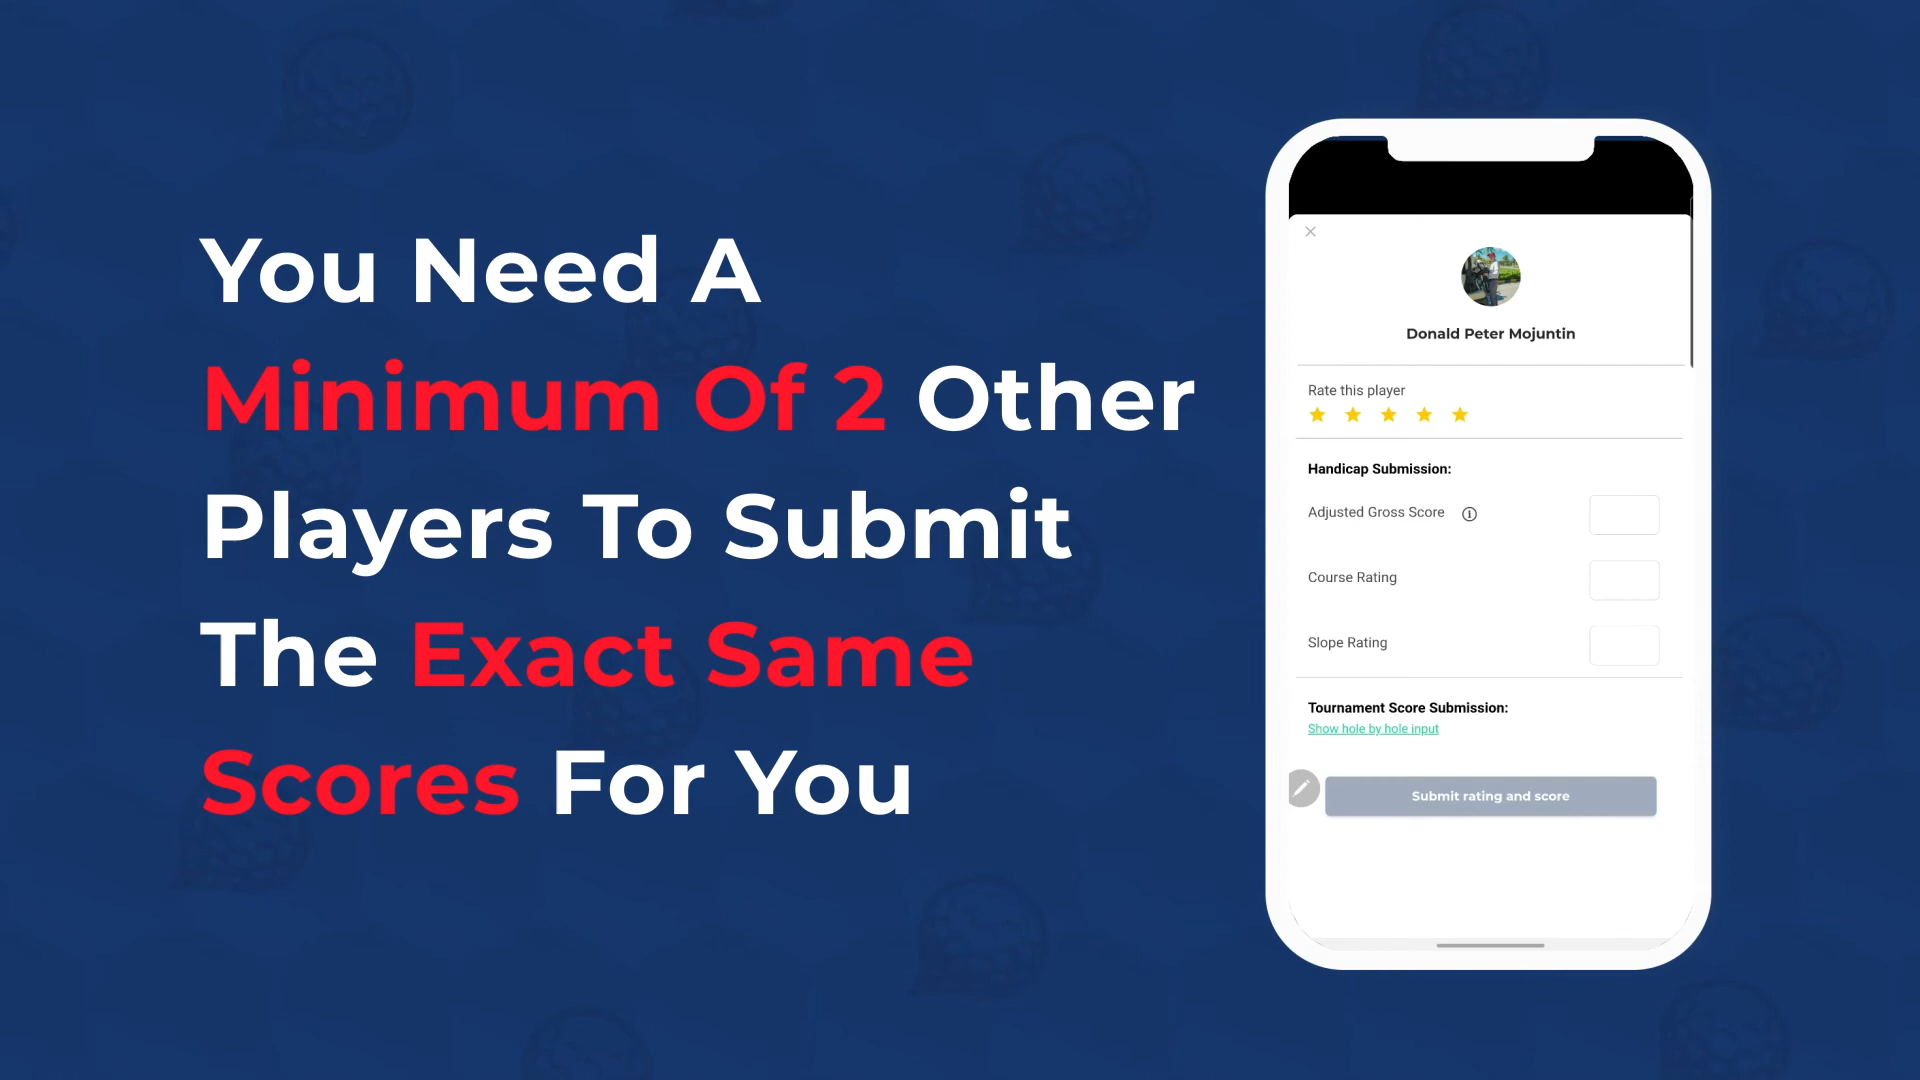 You Need A
Minimum Of 2 Other
Players To Submit
The Exact Same
Scores For You
Donald Peter Mojuntin
Rate this player
Handicap Submission:
Adjusted Gross Score
Course Rating
Slope Rating
Tournament Score Submission:
Show hole by hole input
Submit rating and score